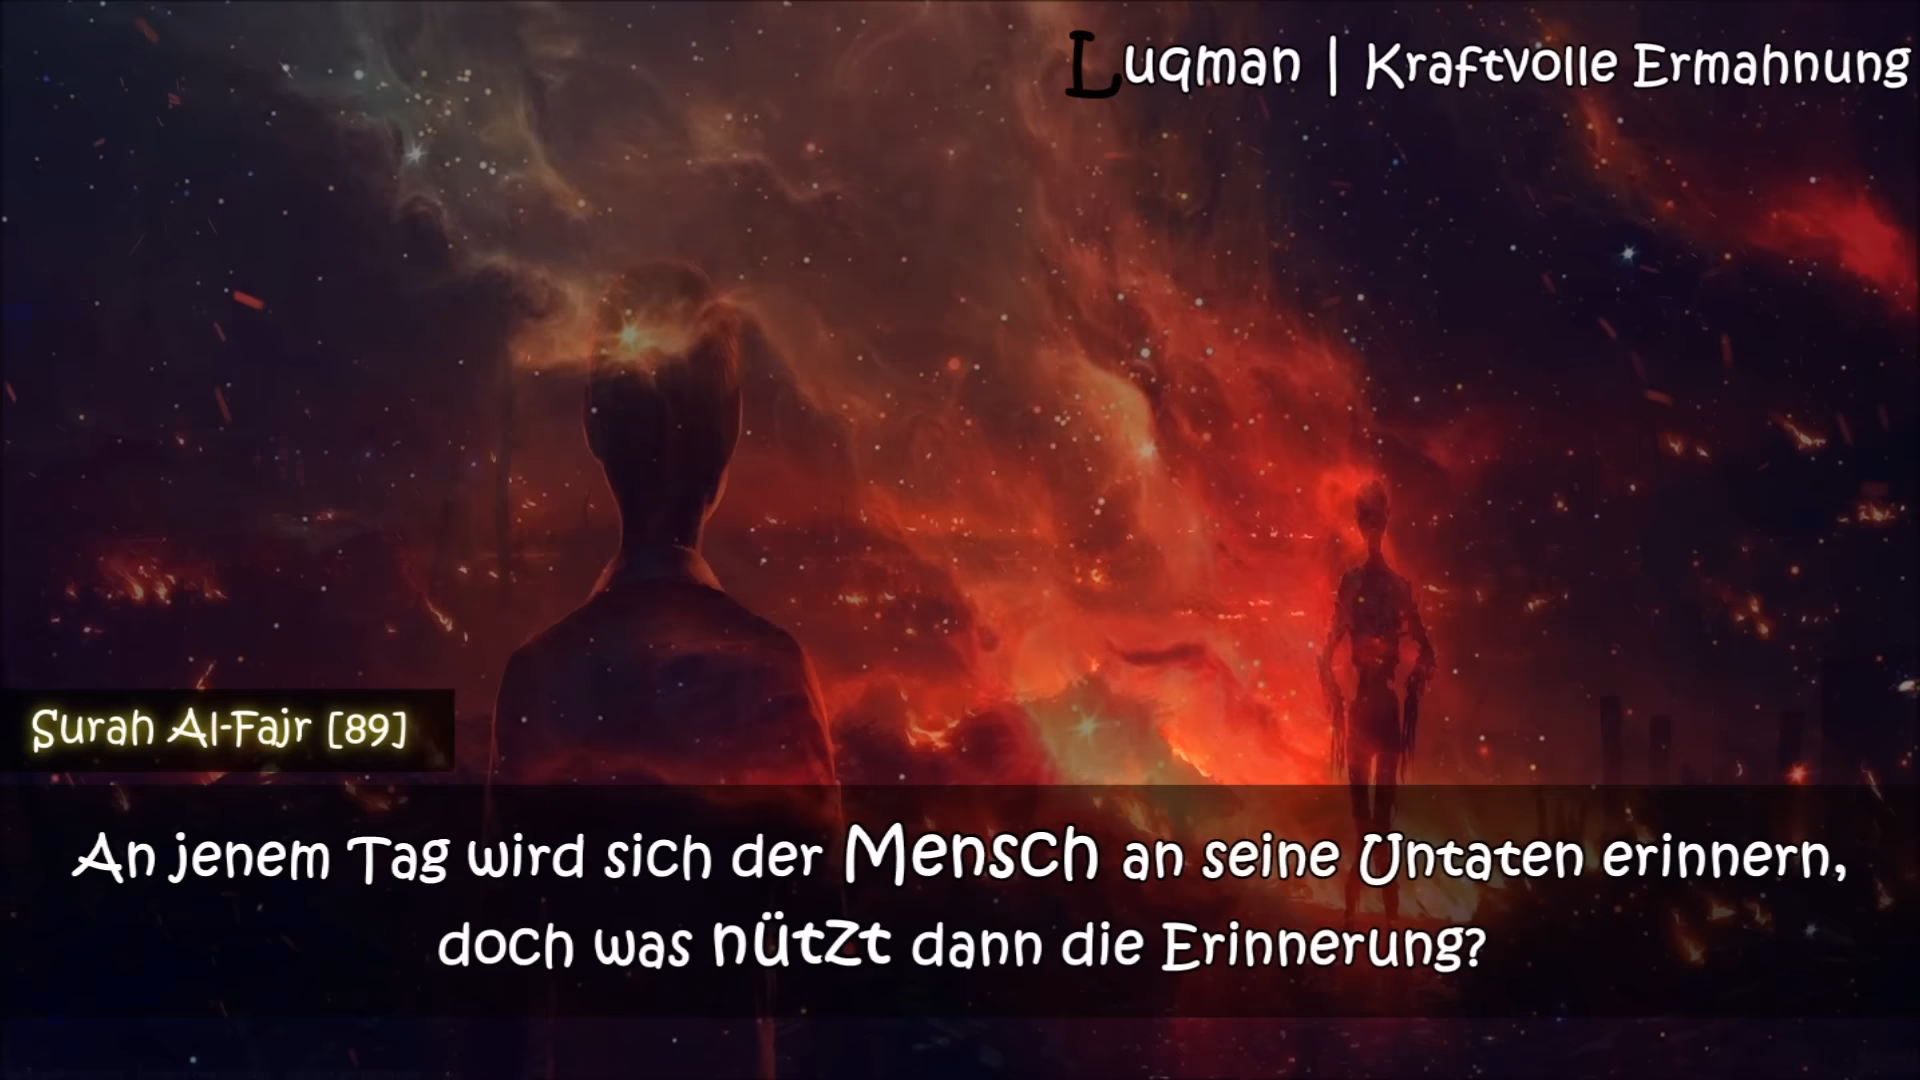 Luqman | Kraftvolle Ermahnung
Surah Al-Fajr [89]
An jenem Tag wird sich der Mensch an seine Untaten erinnern,
doch was nützt dann die Erinnerung?